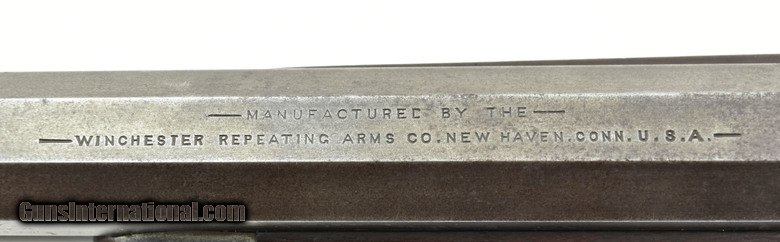 —MANUFACTURED BY THE—
—WINCHESTER REPEATING ARMS CO. NEW HAVEN. CONN. U.S.A.—
GunsInternational.com